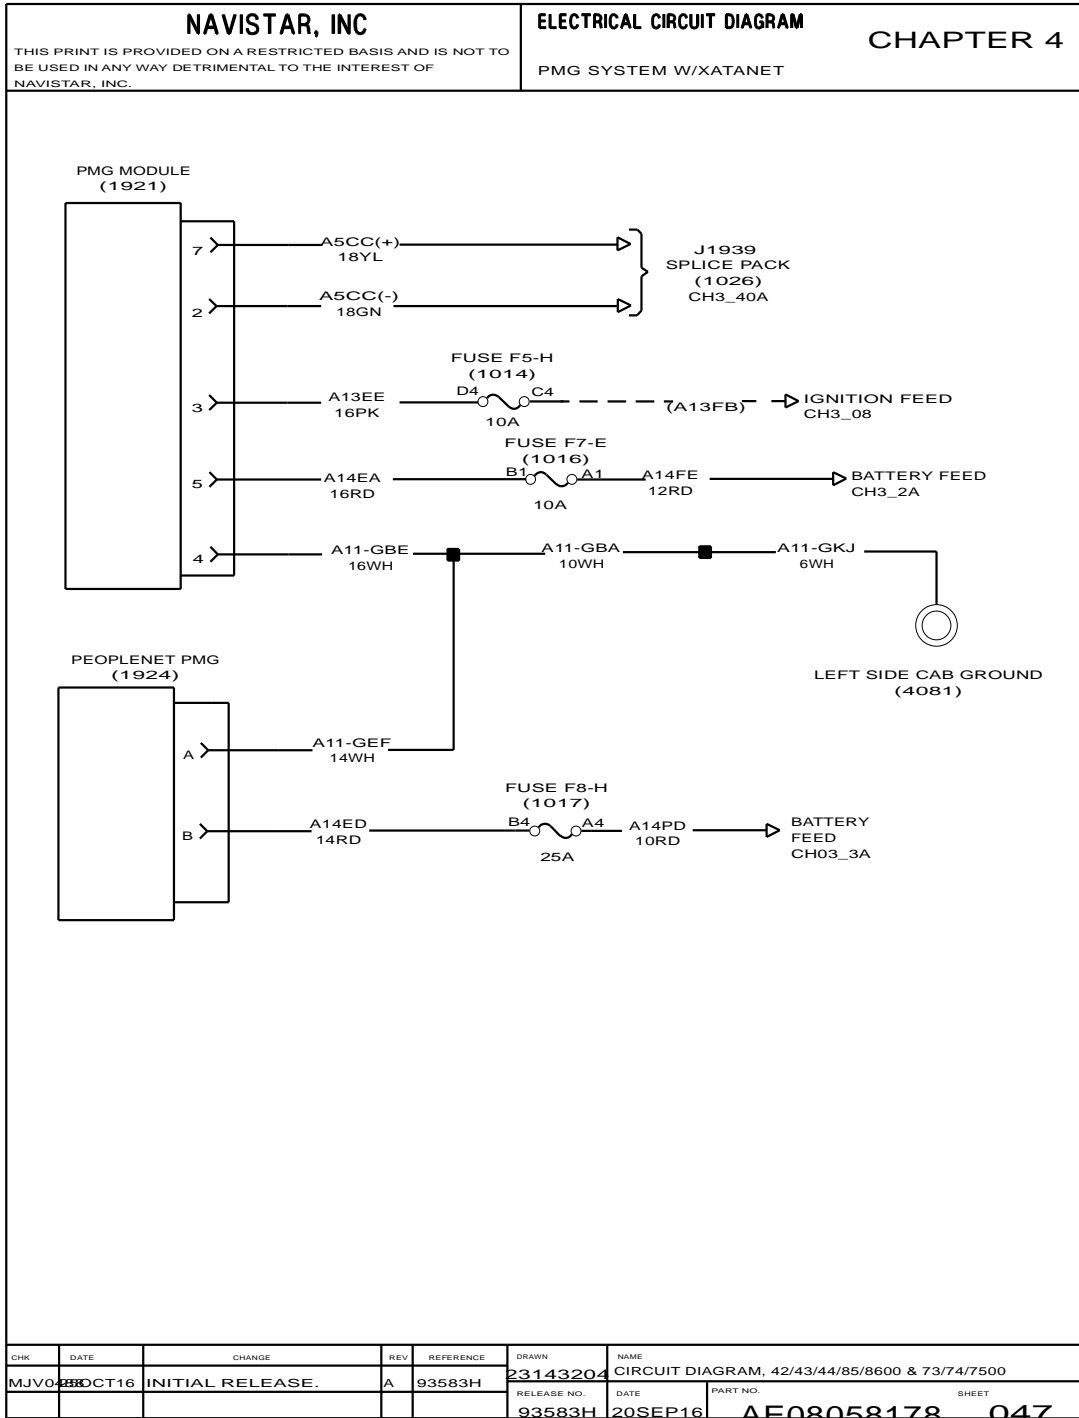 NAVISTAR, INC
THIS PRINT IS PROVIDED ON A RESTRICTED BASIS AND IS NOT TO
BE USED IN ANY WAY DETRIMENTAL TO THE INTEREST OF
NAVISTAR, INC.
ELECTRICAL CIRCUIT DIAGRAM
PMG SYSTEM W/XATANET
CHAPTER 4
PMG MODULE
(1921)
7
A5CC(+)
18YL
2
A5CC(-)
18GN
J1939
SPLICE PACK
(1026)
CH3_40A
FUSE F5-H
(1014)
3
A13EE
16PK
D4
C4
10A
(A13FB)
IGNITION FEED
CH3_08
FUSE F7-E
(1016)
5
A14EA
16RD
B1
A1
10A
A14FE
12RD
BATTERY FEED
CH3_2A
4
A11-GBE
16WH
A11-GBA
10WH
A11-GKJ
6WH
LEFT SIDE CAB GROUND
(4081)
PEOPLENET PMG
(1924)
A
A11-GEF
14WH
FUSE F8-H
(1017)
B
A14ED
14RD
B4
A4
25A
A14PD
10RD
BATTERY
FEED
CH03_3A
CHK DATE CHANGE REV REFERENCE
INITIAL RELEASE. A 93583H
DRAWN
23143204
NAME
CIRCUIT DIAGRAM, 42/43/44/85/8600 & 73/74/7500
RELEASE NO.
93583H
DATE
20SEP16
PART NO.
AE08058178
SHEET
047